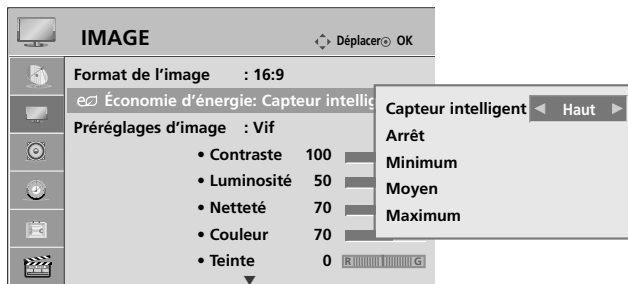 IMAGE
Déplacer OK
Format de l'image : 16:9
Économie d'énergie: Capteur intellig
Préréglages d'image : Vif
• Contraste 100
• Luminosité 50
• Netteté 70
• Couleur 70
• Teinte 0 R G
Capteur intelligent ◀ Haut ▶
Arrêt
Minimum
Moyen
Maximum